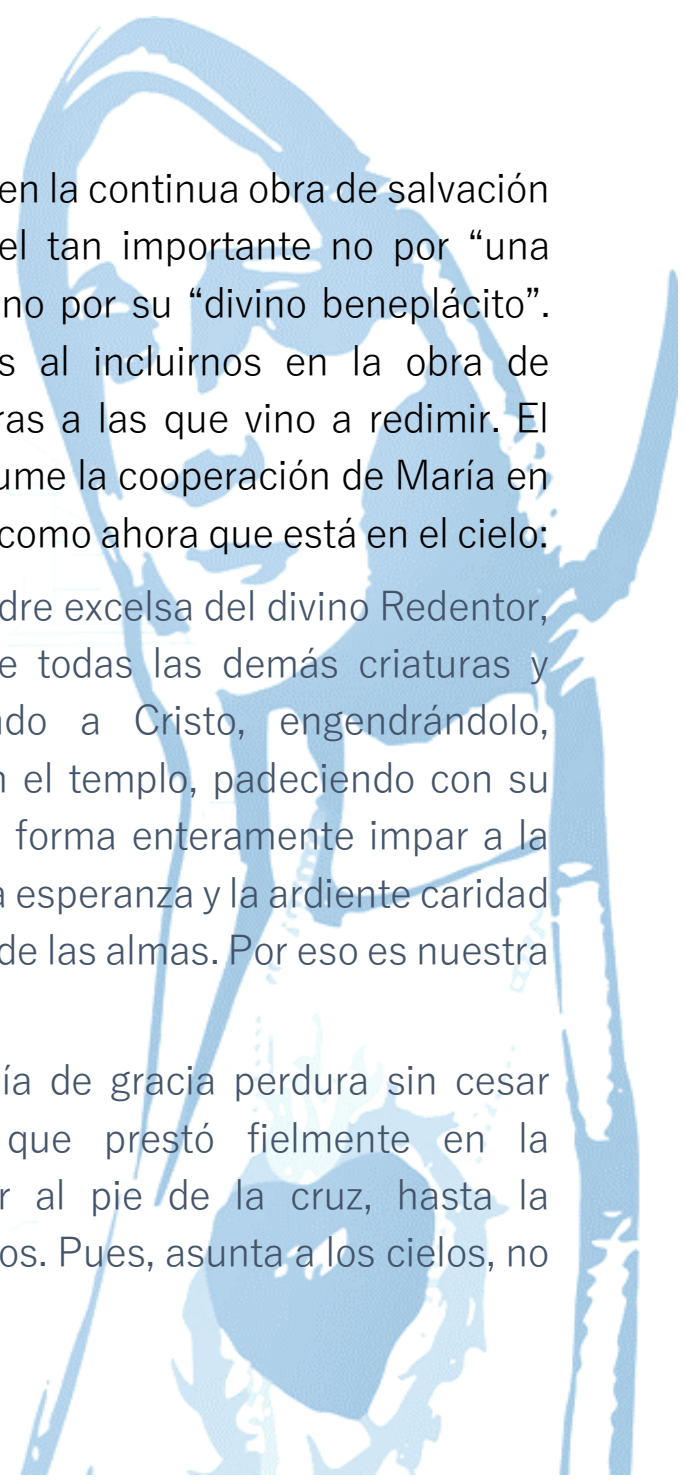 en la continua obra de salvación
el tan importante no por “una
no por su “divino beneplácito”.
s al incluirnos en la obra de
ras a las que vino a redimir. El
ume la cooperación de María en
como ahora que está en el cielo:
dre excelsa del divino Redentor,
e todas las demás criaturas y
ndo a Cristo, engendrándolo,
n el templo, padeciendo con su
forma enteramente impar a la
a esperanza y la ardiente caridad
de las almas. Por eso es nuestra
ía de gracia perdura sin cesar
que prestó fielmente en la
r al pie de la cruz, hasta la
os. Pues, asunta a los cielos, no